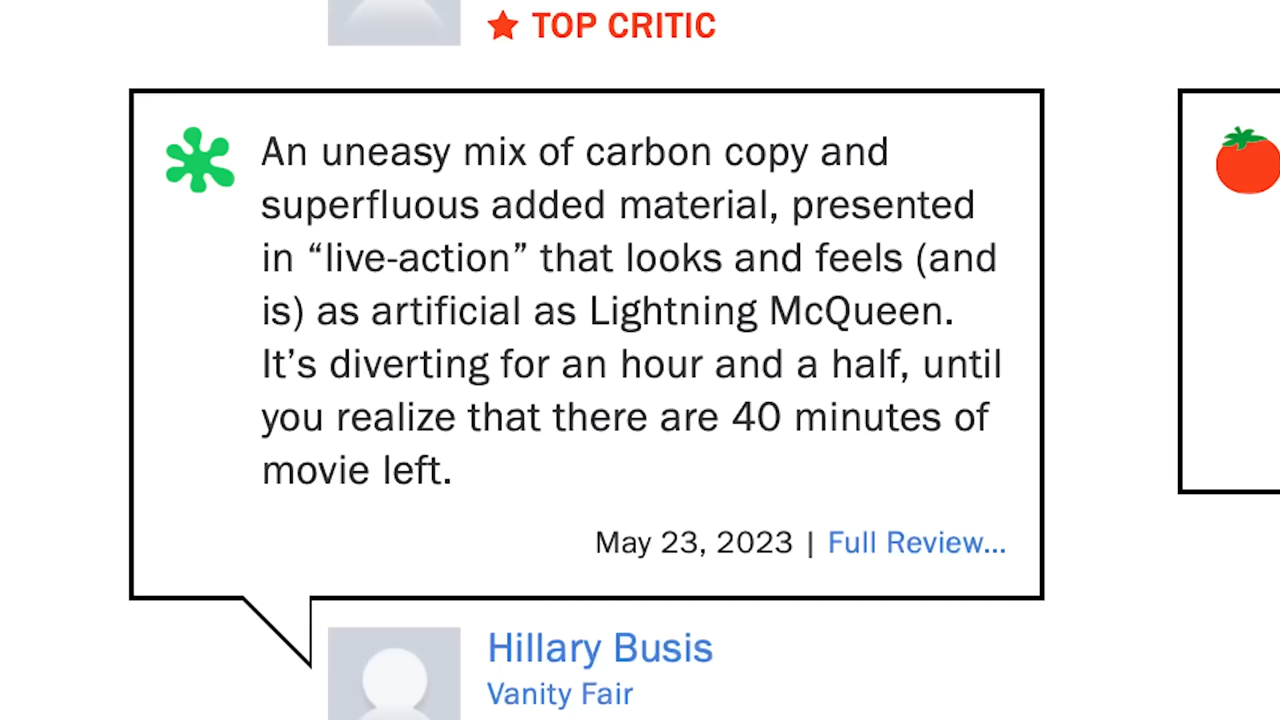 TOP CRITIC
An uneasy mix of carbon copy and
superfluous added material, presented
in “live-action” that looks and feels (and
is) as artificial as Lightning McQueen.
It’s diverting for an hour and a half, until
you realize that there are 40 minutes of
movie left.
May 23, 2023 | Full Review...
Hillary Busis
Vanity Fair